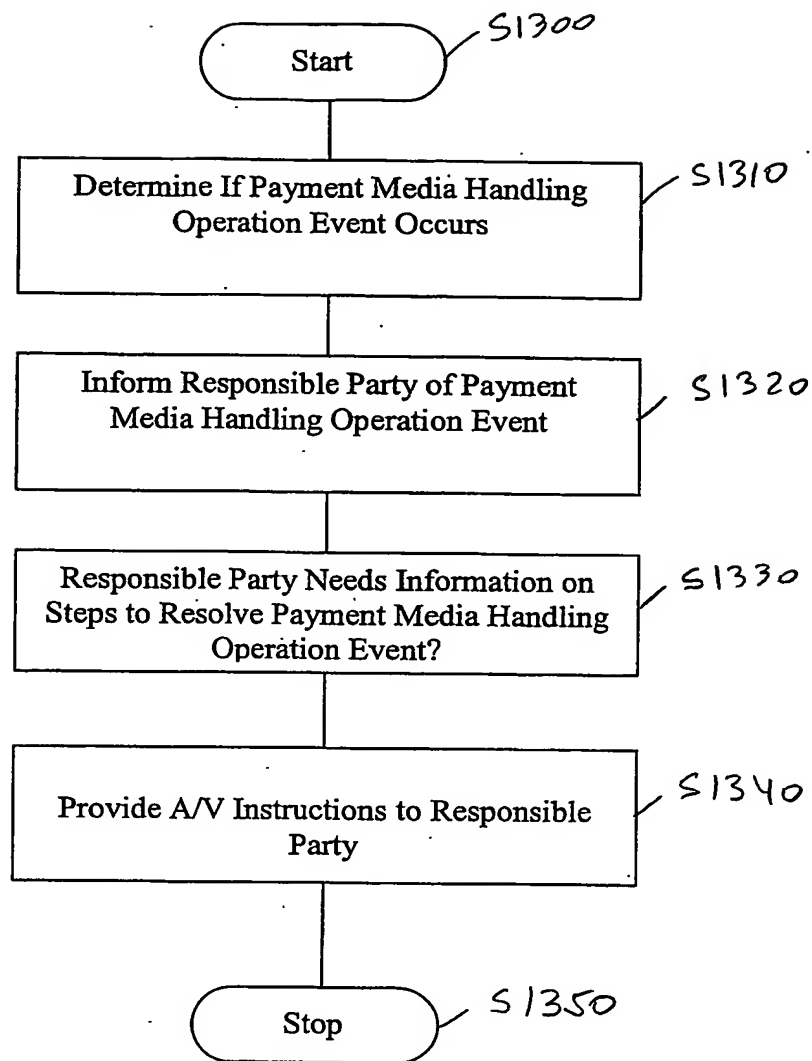 S1300
Start
S1310
Determine If Payment Media Handling
Operation Event Occurs
S1320
Inform Responsible Party of Payment
Media Handling Operation Event
S1330
Responsible Party Needs Information on
Steps to Resolve Payment Media Handling
Operation Event?
S1340
Provide A/V Instructions to Responsible
Party
S1350
Stop